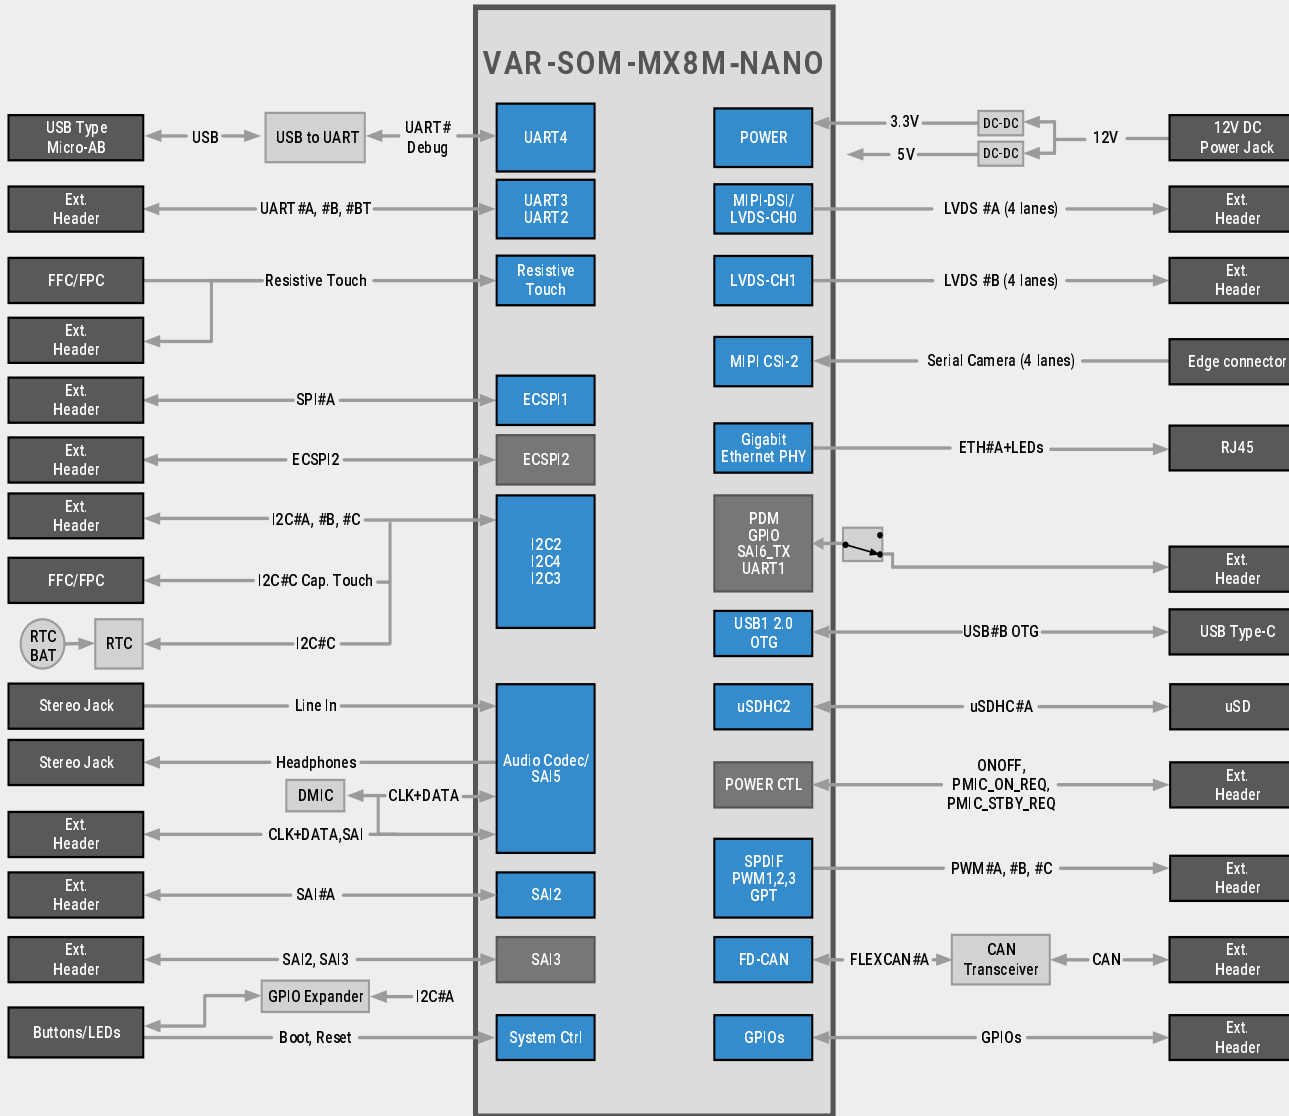 VAR-SOM-MX8M-NANO
USB Type
Micro-AB
USB
USB to UART
UART#
Debug
UART4
Ext.
Header
UART#A, #B, #BT
UART3
UART2
FFC/FPC
Resistive Touch
Resistive
Touch
Ext.
Header
Ext.
Header
SPI#A
ECSPI1
Ext.
Header
ECSPI2
ECSPI2
Ext.
Header
I2C#A, #B, #C
I2C2
I2C4
I2C3
FFC/FPC
I2C#C Cap. Touch
RTC
BAT
RTC
I2C#C
Stereo Jack
Line In
Audio Codec/
SAI5
Stereo Jack
Headphones
DMIC
CLK+DATA
Ext.
Header
CLK+DATA,SAI
Ext.
Header
SAI#A
SAI2
Ext.
Header
SAI2, SAI3
SAI3
GPIO Expander
I2C#A
Buttons/LEDs
Boot, Reset
System Ctrl
POWER
3.3V
DC-DC
5V
DC-DC
12V
12V DC
Power Jack
MIPI-DSI/
LVDS-CH0
LVDS #A (4 lanes)
Ext.
Header
LVDS-CH1
LVDS #B (4 lanes)
Ext.
Header
MIPI CSI-2
Serial Camera (4 lanes)
Edge connector
Gigabit
Ethernet PHY
ETH#A+LEDs
RJ45
PDM
GPIO
SAI6_TX
UART1
Ext.
Header
USB1 2.0
OTG
USB#B OTG
USB Type-C
uSDHC2
uSDHC#A
uSD
POWER CTL
ONOFF,
PMIC_ON_REQ,
PMIC_STBY_REQ
Ext.
Header
SPDIF
PWM1,2,3
GPT
PWM#A, #B, #C
Ext.
Header
FD-CAN
FLEXCAN#A
CAN
Transceiver
CAN
Ext.
Header
GPIOs
GPIOs
Ext.
Header